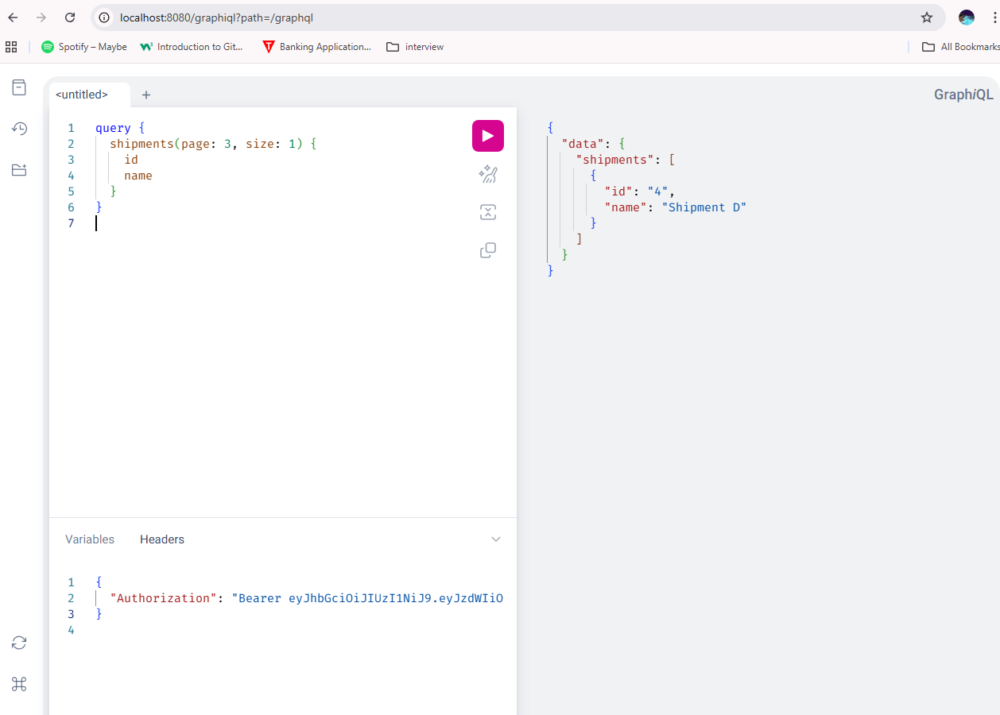 localhost:8080/graphiql?path=/graphql
Spotify – Maybe
Introduction to Git...
Banking Application...
interview
All Bookmarks
<untitled>
+
GraphiQL
1 query {
2 shipments(page: 3, size: 1) {
3 id
4 name
5 }
6 }
7
{
"data": {
"shipments": [
{
"id": "4",
"name": "Shipment D"
}
]
}
}
Variables Headers
1 {
2 "Authorization": "Bearer eyJhbGciOiJIUzI1NiJ9.eyJzdWIiO
3 }
4